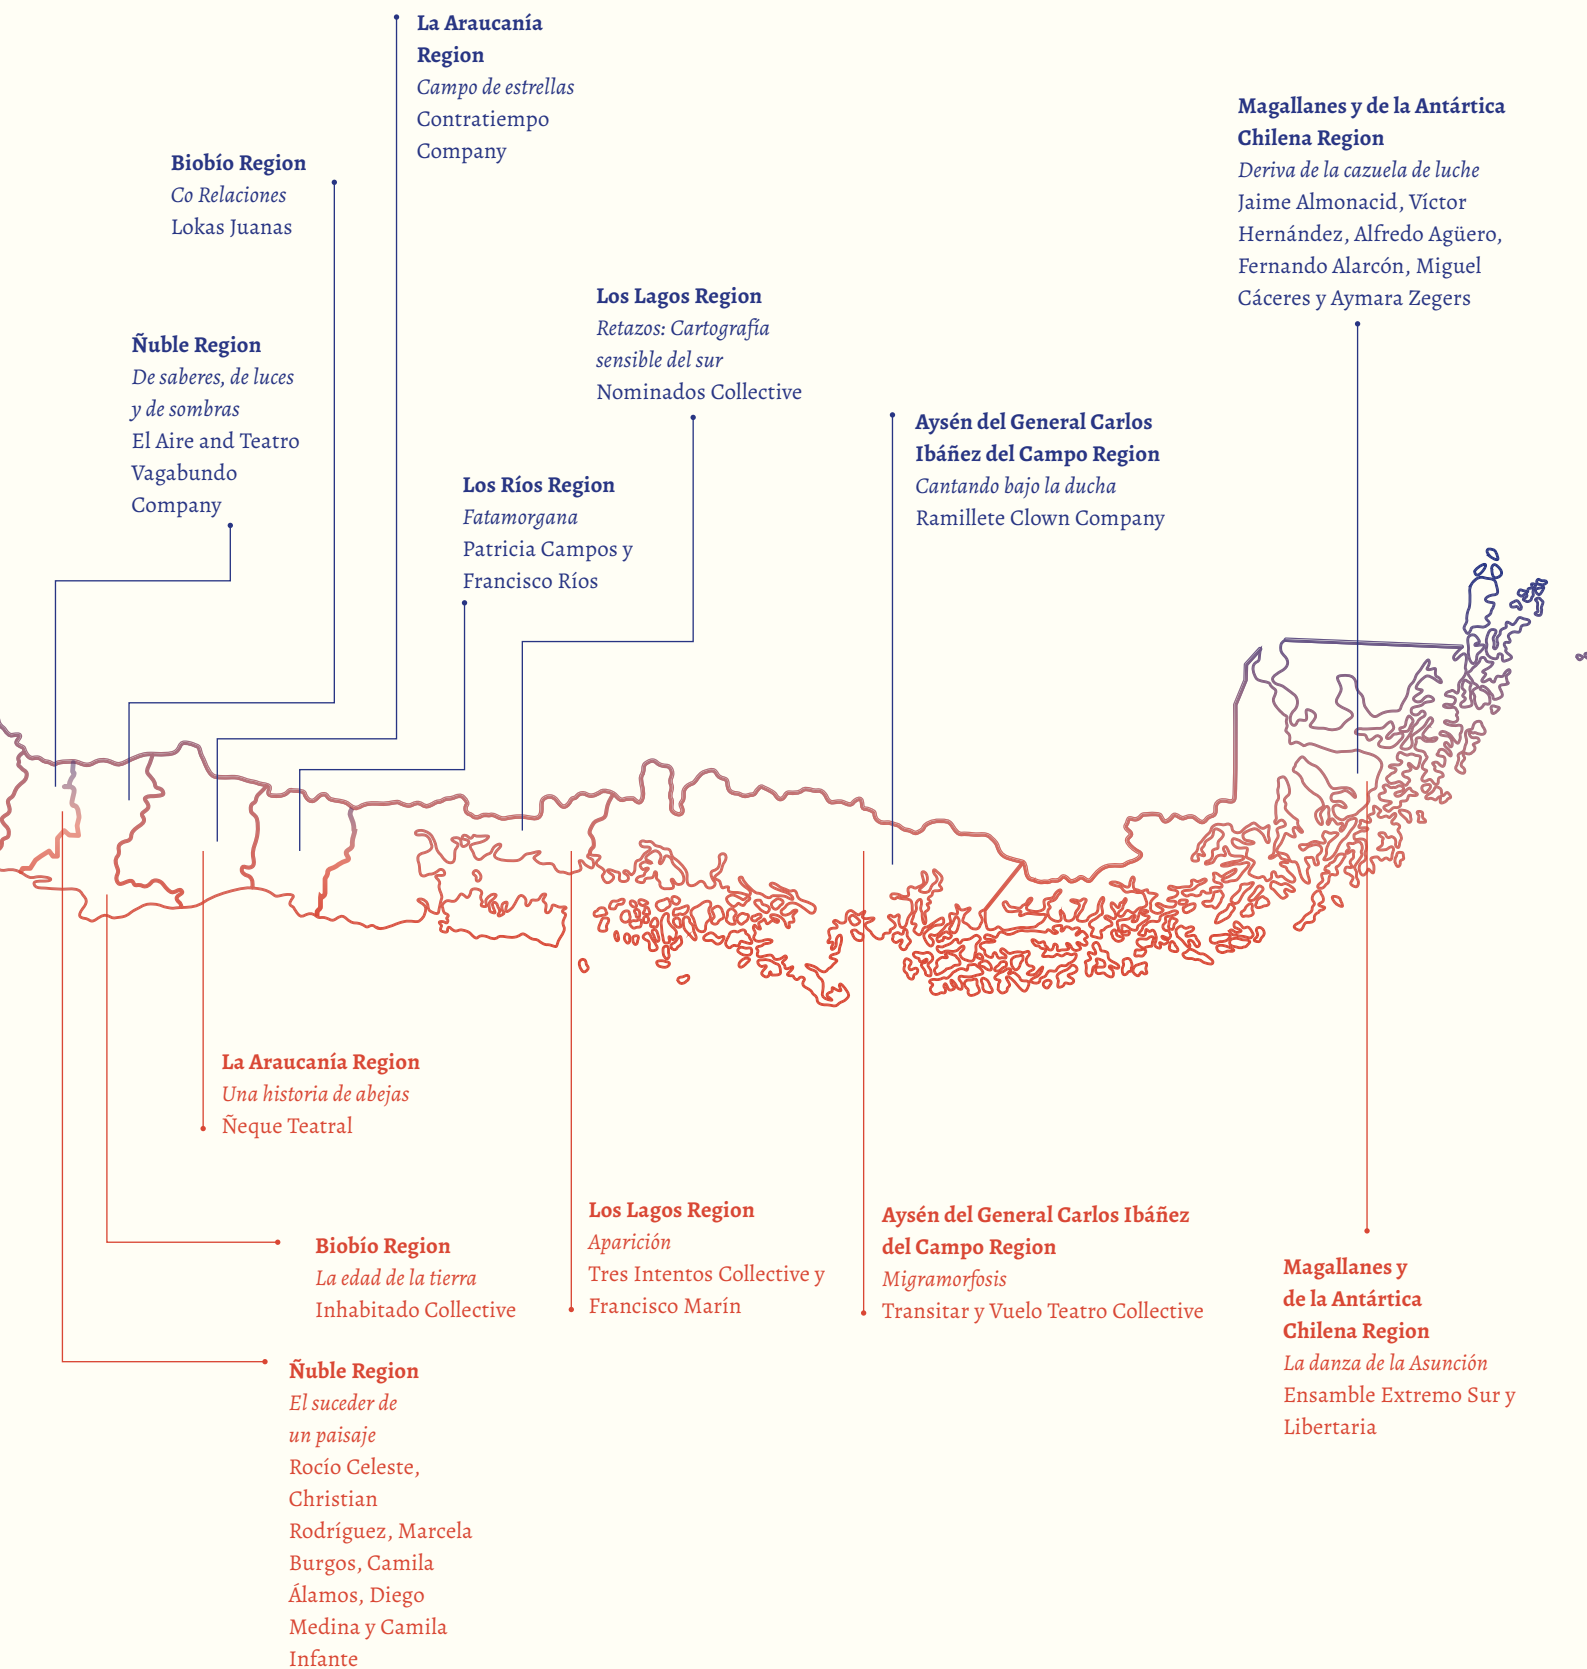 La Araucanía
Region
Campo de estrellas
Contratiempo
Company
Biobío Region
Co Relaciones
Lokas Juanas
Magallanes y de la Antártica
Chilena Region
Deriva de la cazuela de luche
Jaime Almonacid, Víctor
Hernández, Alfredo Agüero,
Fernando Alarcón, Miguel
Cáceres y Aymara Zegers
Ñuble Region
De saberes, de luces
y de sombras
El Aire and Teatro
Vagabundo
Company
Los Lagos Region
Retazos: Cartografía
sensible del sur
Nominados Collective
Los Ríos Region
Fatamorgana
Patricia Campos y
Francisco Ríos
Aysén del General Carlos
Ibáñez del Campo Region
Cantando bajo la ducha
Ramillete Clown Company
La Araucanía Region
Una historia de abejas
Ñeque Teatral
Biobío Region
La edad de la tierra
Inhabitado Collective
Los Lagos Region
Aparición
Tres Intentos Collective y
Francisco Marín
Aysén del General Carlos Ibáñez
del Campo Region
Migramorfosis
Transitar y Vuelo Teatro Collective
Magallanes y
de la Antártica
Chilena Region
La danza de la Asunción
Ensamble Extremo Sur y
Libertaria
Ñuble Region
El suceder de
un paisaje
Rocío Celeste,
Christian
Rodríguez, Marcela
Burgos, Camila
Álamos, Diego
Medina y Camila
Infante